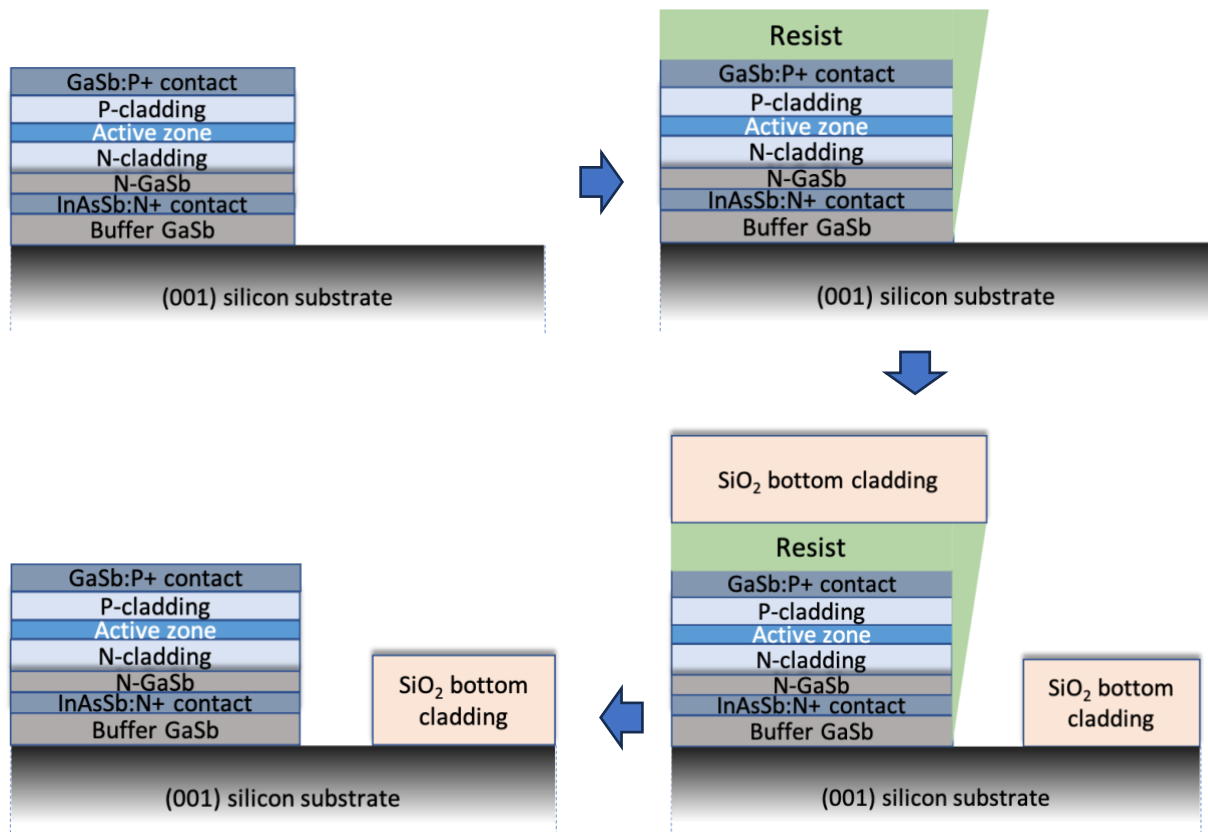 GaSb:P+ contact
P-cladding
Active zone
N-cladding
N-GaSb
InAsSb:N+ contact
Buffer GaSb
(001) silicon substrate
Resist
GaSb:P+ contact
P-cladding
Active zone
N-cladding
N-GaSb
InAsSb:N+ contact
Buffer GaSb
(001) silicon substrate
GaSb:P+ contact
P-cladding
Active zone
N-cladding
N-GaSb
InAsSb:N+ contact
Buffer GaSb
SiO₂ bottom
cladding
(001) silicon substrate
SiO₂ bottom cladding
Resist
GaSb:P+ contact
P-cladding
Active zone
N-cladding
N-GaSb
InAsSb:N+ contact
Buffer GaSb
SiO₂ bottom
cladding
(001) silicon substrate